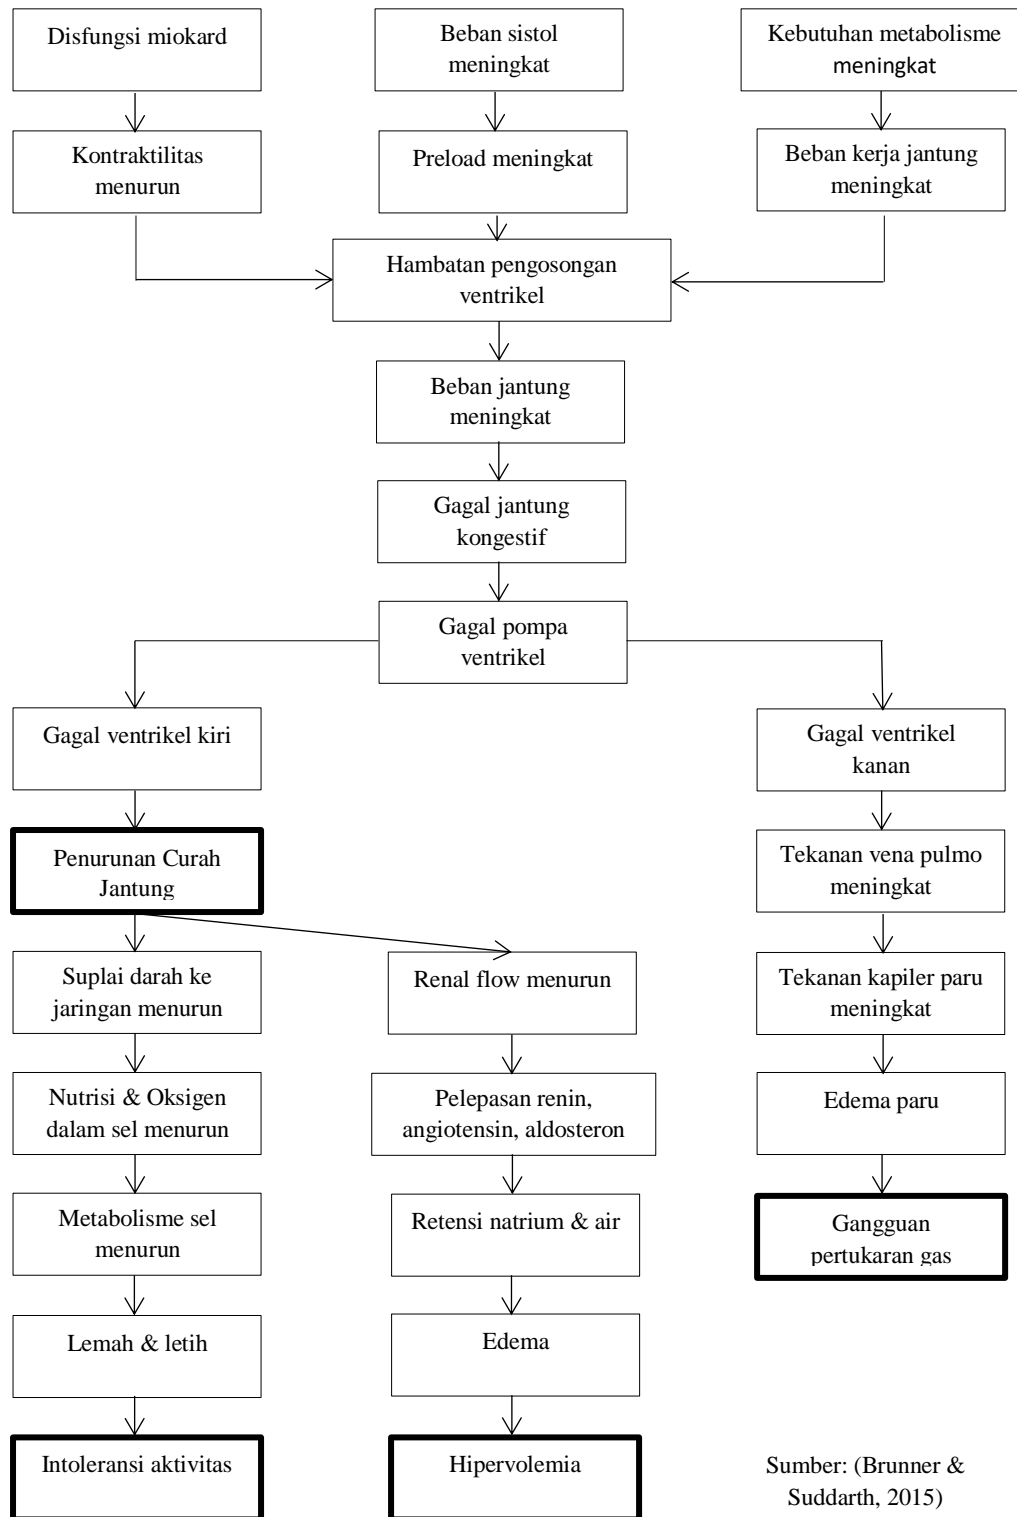 Disfungsi miokard
Beban sistol
meningkat
Kebutuhan metabolisme
meningkat
Kontraktilitas
menurun
Preload meningkat
Beban kerja jantung
meningkat
Hambatan pengosongan
ventrikel
Beban jantung
meningkat
Gagal jantung
kongestif
Gagal pompa
ventrikel
Gagal ventrikel kiri
Gagal ventrikel
kanan
Penurunan Curah
Jantung
Tekanan vena pulmo
meningkat
Suplai darah ke
jaringan menurun
Renal flow menurun
Tekanan kapiler paru
meningkat
Nutrisi & Oksigen
dalam sel menurun
Pelepasan renin,
angiotensin, aldosteron
Edema paru
Metabolisme sel
menurun
Retensi natrium & air
Gangguan
pertukaran gas
Lemah & letih
Edema
Intoleransi aktivitas
Hipervolemia
Sumber: (Brunner &
Suddarth, 2015)